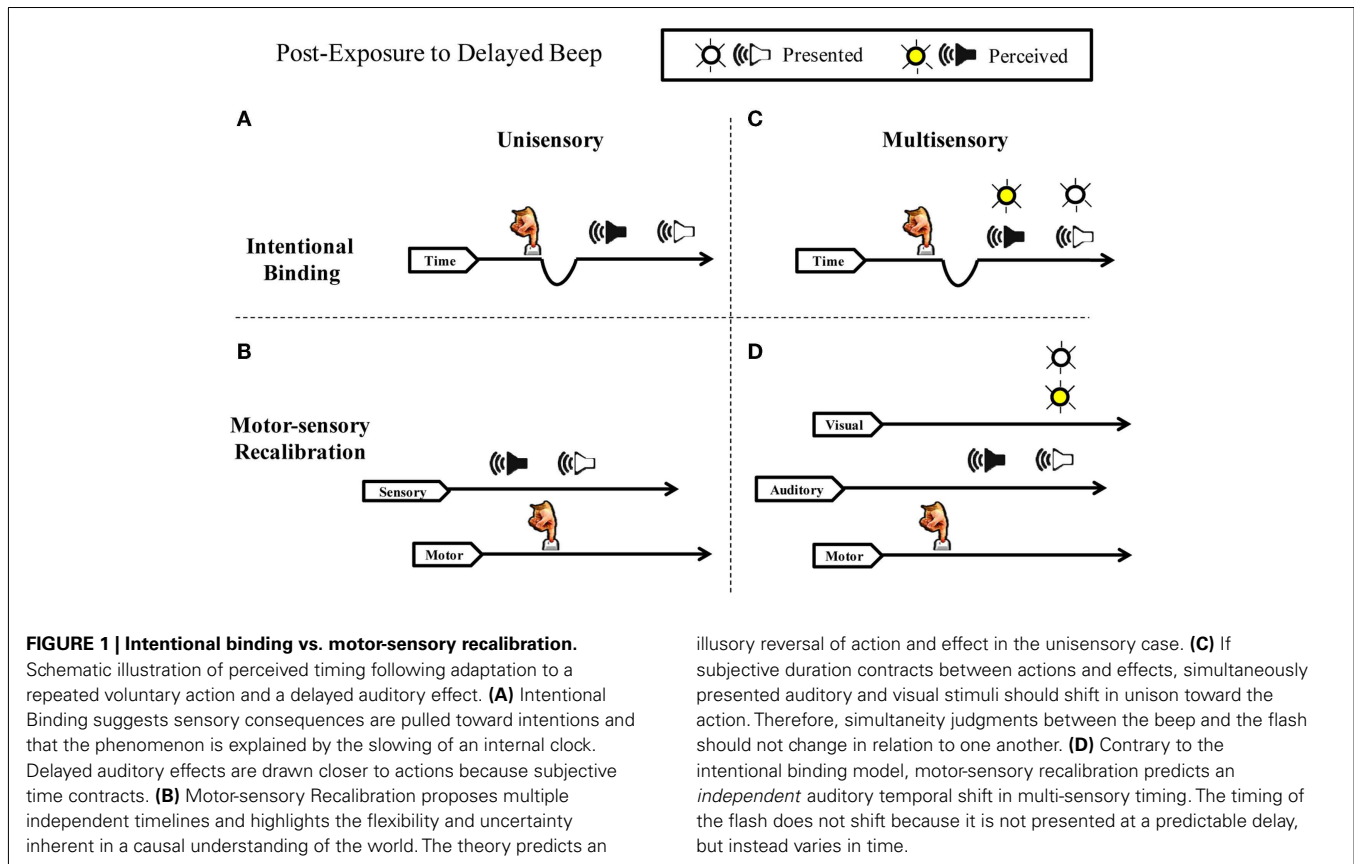 Post-Exposure to Delayed Beep
Presented
Perceived
A
Unisensory
Intentional
Binding
Time
C
Multisensory
Time
B
Motor-sensory
Recalibration
Sensory
Motor
D
Visual
Auditory
Motor
FIGURE 1 | Intentional binding vs. motor-sensory recalibration.
Schematic illustration of perceived timing following adaptation to a
repeated voluntary action and a delayed auditory effect. (A) Intentional
Binding suggests sensory consequences are pulled toward intentions and
that the phenomenon is explained by the slowing of an internal clock.
Delayed auditory effects are drawn closer to actions because subjective
time contracts. (B) Motor-sensory Recalibration proposes multiple
independent timelines and highlights the flexibility and uncertainty
inherent in a causal understanding of the world. The theory predicts an
illusory reversal of action and effect in the unisensory case. (C) If
subjective duration contracts between actions and effects, simultaneously
presented auditory and visual stimuli should shift in unison toward the
action. Therefore, simultaneity judgments between the beep and the flash
should not change in relation to one another. (D) Contrary to the
intentional binding model, motor-sensory recalibration predicts an
independent auditory temporal shift in multi-sensory timing. The timing of
the flash does not shift because it is not presented at a predictable delay,
but instead varies in time.